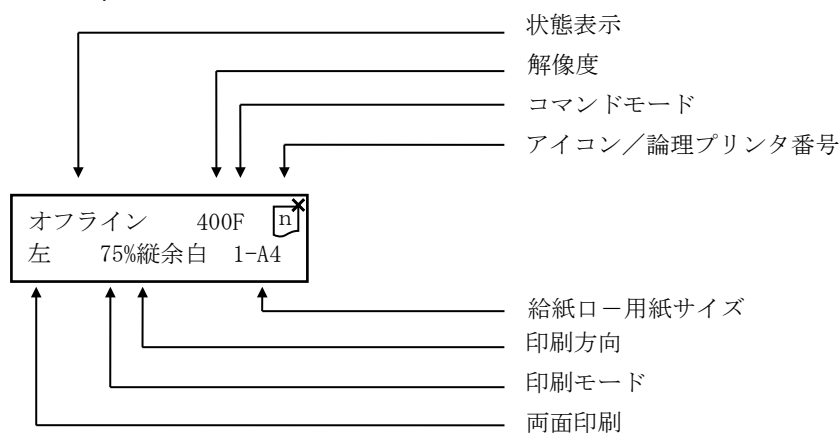 状態表示
解像度
コマンドモード
アイコン／論理プリンタ番号
オフライン 400F n
左 75%縦余白 1-A4
給紙口－用紙サイズ
印刷方向
印刷モード
両面印刷